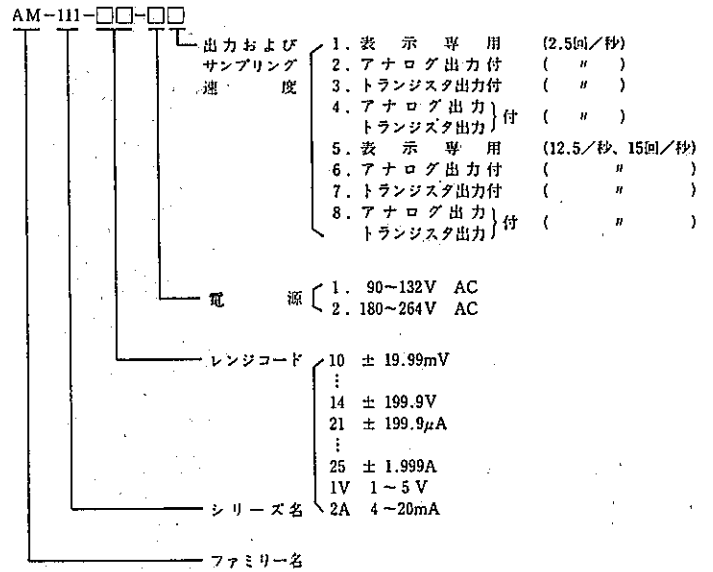 AM-111-□□-□□
出力および 1. 表示専用 (2.5回/秒)
サンプリング 2. アナログ出力付 ( 〃 )
速度 3. トランジスタ出力付 ( 〃 )
4. アナログ出力
トランジスタ出力 } 付 ( 〃 )
5. 表示専用 (12.5/秒、15回/秒)
6. アナログ出力付 ( 〃 )
7. トランジスタ出力付 ( 〃 )
8. アナログ出力
トランジスタ出力 } 付 ( 〃 )
電源 1. 90~132V AC
2. 180~264V AC
レンジコード 10 ± 19.99mV
⋮
14 ± 199.9V
21 ± 199.9μA
⋮
25 ± 1.999A
1V 1~5V
シリーズ名 2A 4~20mA
ファミリー名